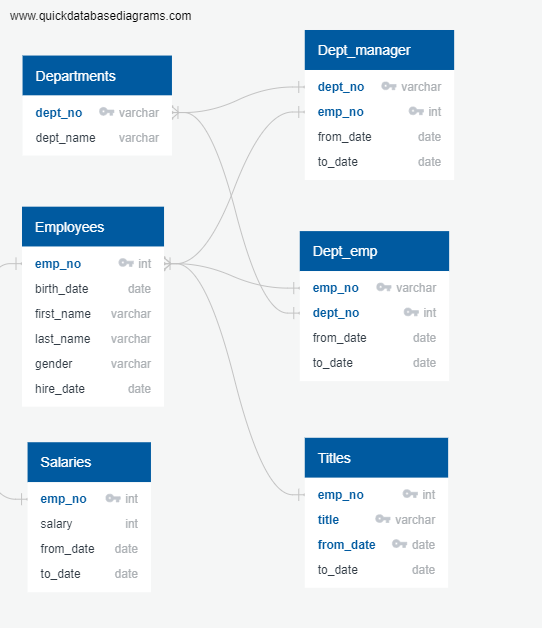 www.quickdatabasediagrams.com
Departments
dept_no varchar
dept_name varchar
Employees
emp_no int
birth_date date
first_name varchar
last_name varchar
gender varchar
hire_date date
Salaries
emp_no int
salary int
from_date date
to_date date
Dept_manager
dept_no varchar
emp_no int
from_date date
to_date date
Dept_emp
emp_no varchar
dept_no int
from_date date
to_date date
Titles
emp_no int
title varchar
from_date date
to_date date